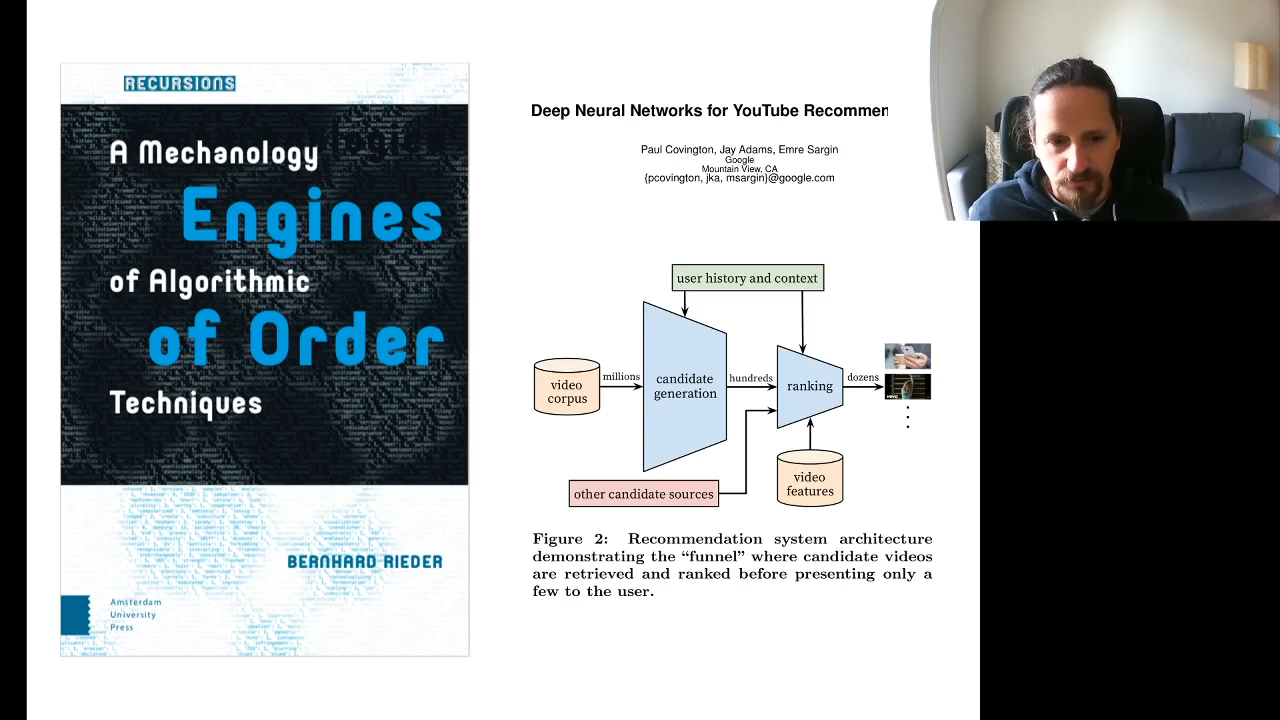 RECURSIONS
A Mechanology
Engines
of Algorithmic
of Order
Techniques
BERNHARD RIEDER
Amsterdam
University
Press
Deep Neural Networks for YouTube Recommen
Paul Covington, Jay Adams, Emre Sargin
Google
Mountain View, CA
{pcovington, jka, msargin}@google.com
user history and context
video
corpus
millions
candidate
generation
hundreds
ranking
dozens
other candidate sources
video
features
Figure 2: Recommendation system architecture
demonstrating the “funnel” where candidate videos
are retrieved and ranked before presenting only a
few to the user.